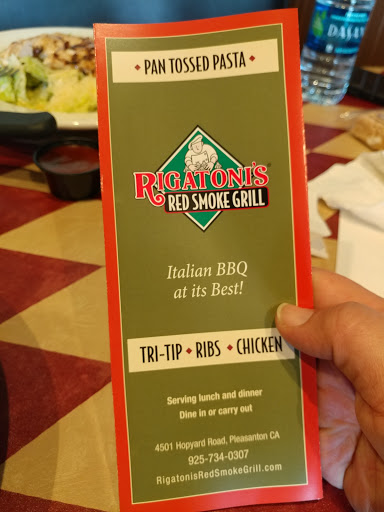 DASANI
• PAN TOSSED PASTA •
RIGATONI'S
RED SMOKE GRILL
Italian BBQ
at its Best!
TRI-TIP • RIBS • CHICKEN
Serving lunch and dinner
Dine in or carry out
4501 Hopyard Road, Pleasanton CA
925-734-0307
RigatonisRedSmokeGrill.com